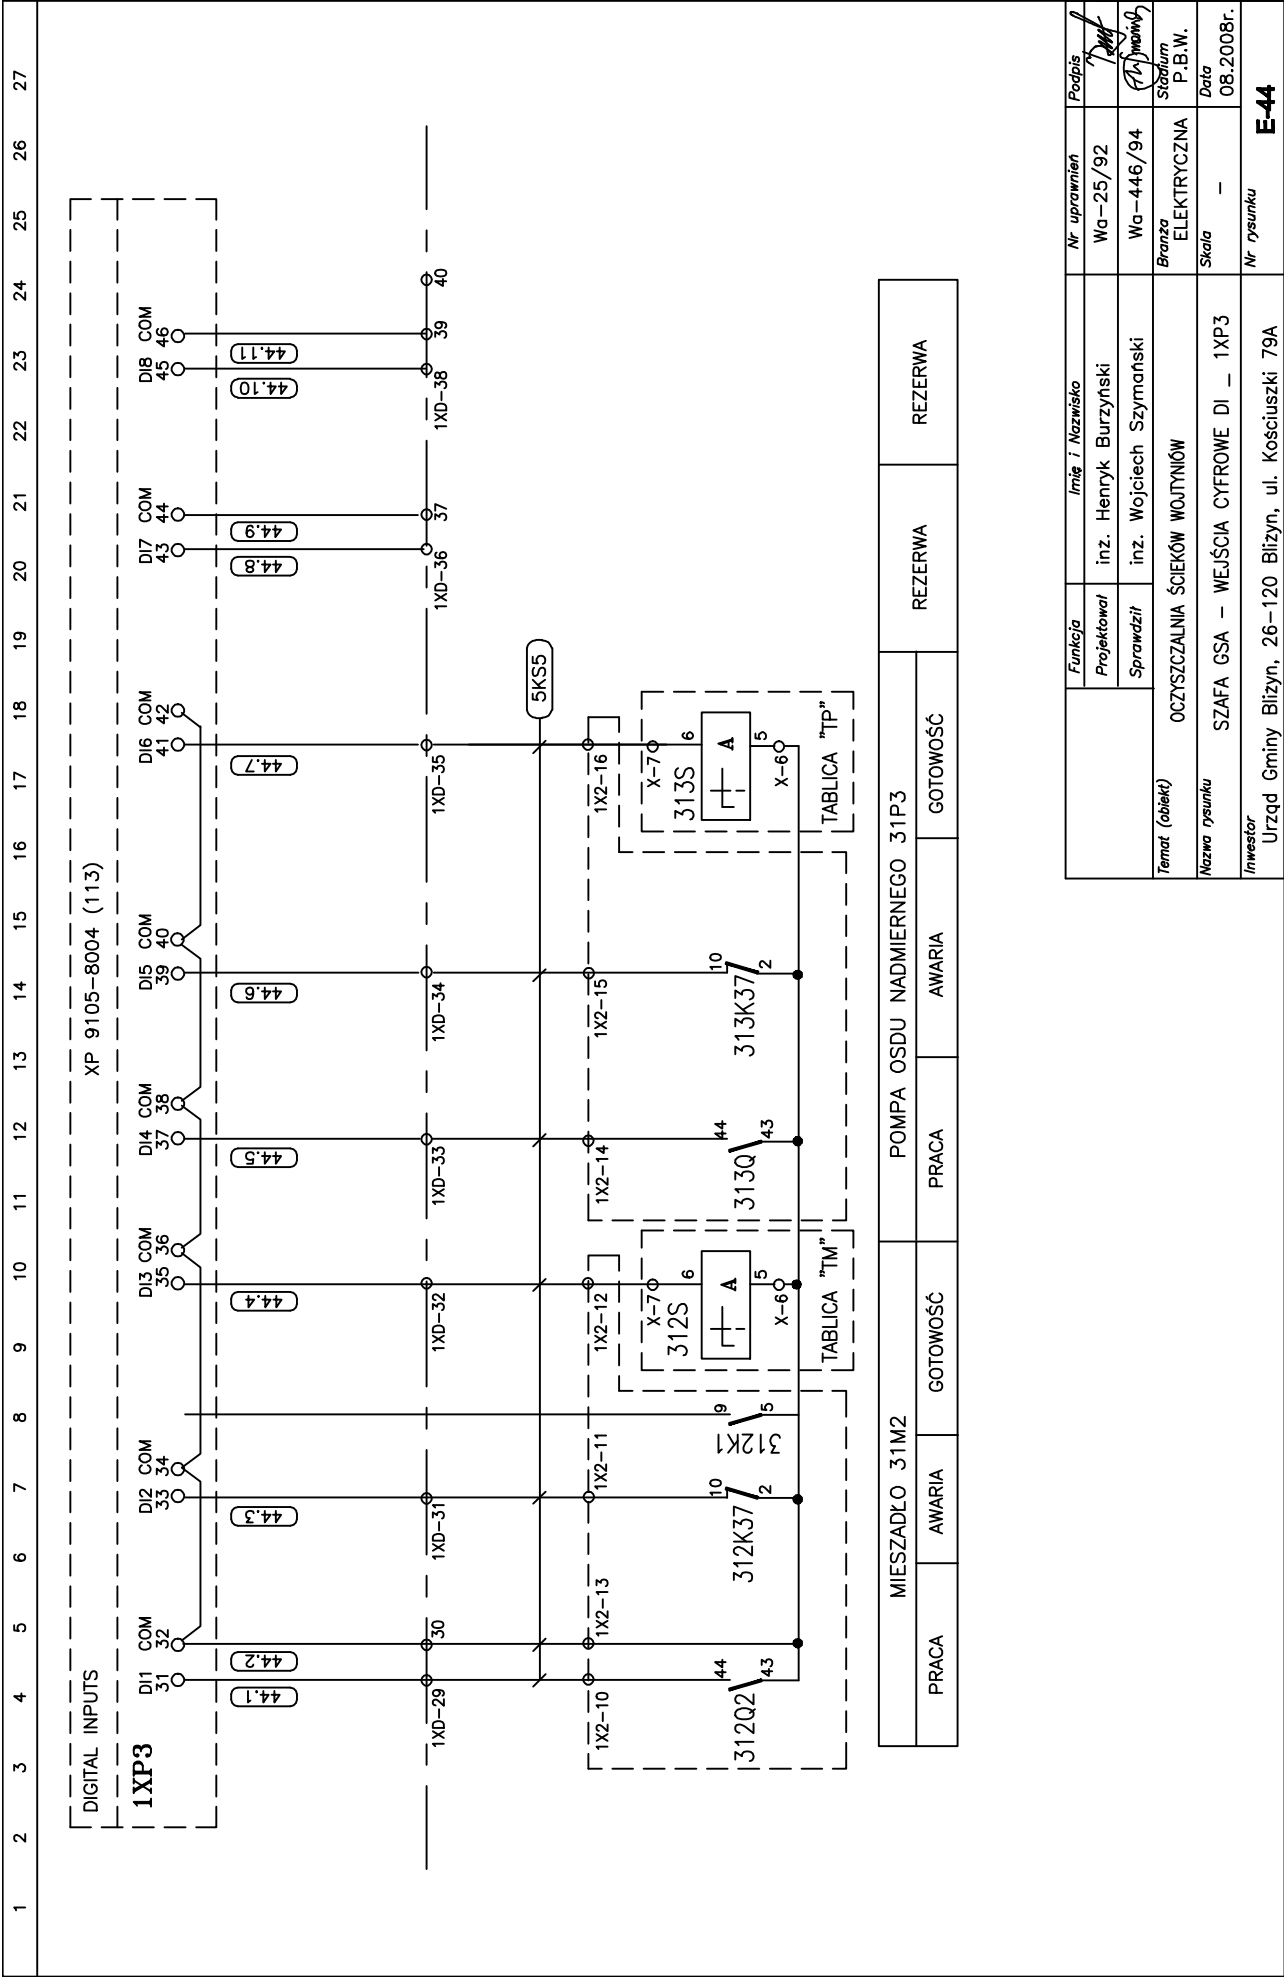 1 2 3 4 5 6 7 8 9 10 11 12 13 14 15 16 17 18 19 20 21 22 23 24 25 26 27
DIGITAL INPUTS
XP 9105-8004 (113)
1XP3
DI1 COM DI2 COM DI3 COM DI4 COM DI5 COM DI6 COM DI7 COM DI8 COM
31 32 33 34 35 36 37 38 39 40 41 42 43 44 45 46
44.1 44.2 44.3 44.4 44.5 44.6 44.7 44.8 44.9 44.10 44.11
1XD-29 30 1XD-31 1XD-32 1XD-33 1XD-34 1XD-35 1XD-36 37 1XD-38 39 40
5KS5
1X2-10 1X2-13 1X2-11 1X2-12 1X2-14 1X2-15 1X2-16
X-7 X-7
44 10 9 6 44 10 6
312Q2 312K37 312K1 312S 313Q 313K37 313S
A A
43 2 5 5 43 2 5
X-6 X-6
TABLICA "TM"
TABLICA "TP"
MIESZADŁO 31M2
POMPA OSDU NADMIERNEGO 31P3
REZERWA
REZERWA
PRACA AWARIA GOTOWOŚĆ PRACA AWARIA GOTOWOŚĆ
Funkcja Imię i Nazwisko Nr uprawnień Podpis
Projektował inż. Henryk Burzyński Wa-25/92
Sprawdził inż. Wojciech Szymański Wa-446/94
Temat (obiekt) OCZYSZCZALNIA ŚCIEKÓW WOJTYNIÓW
Branża ELEKTRYCZNA
Stadium P.B.W.
Nazwa rysunku SZAFA GSA - WEJŚCIA CYFROWE DI _ 1XP3
Skala -
Data 08.2008r.
Inwestor Urząd Gminy Bliżyn, 26-120 Bliżyn, ul. Kościuszki 79A
Nr rysunku E-44